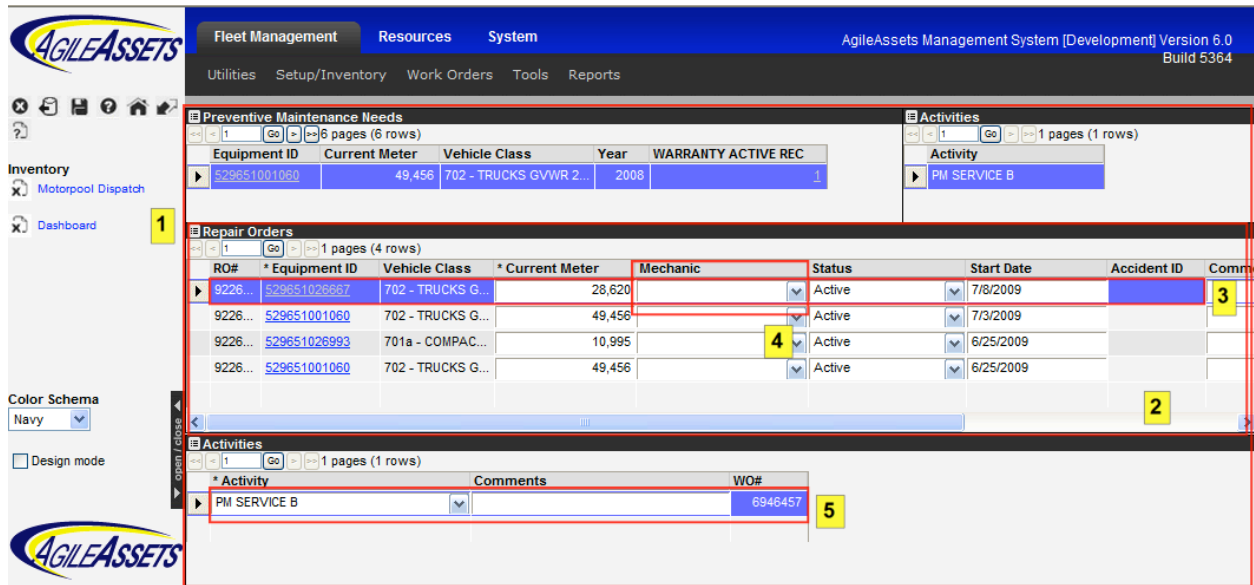 AGILEASSETS
Fleet Management Resources System
AgileAssets Management System [Development] Version 6.0
Build 5364
Utilities Setup/Inventory Work Orders Tools Reports
Inventory
Motorpool Dispatch
Dashboard
1
Preventive Maintenance Needs
1 Go 6 pages (6 rows)
Equipment ID Current Meter Vehicle Class Year WARRANTY ACTIVE REC
529651001060 49,456 702 - TRUCKS GVWR 2... 2008 1
Activities
1 Go 1 pages (1 rows)
Activity
PM SERVICE B
Repair Orders
1 Go 1 pages (4 rows)
RO# * Equipment ID Vehicle Class * Current Meter Mechanic Status Start Date Accident ID Comm
9226... 529651026667 702 - TRUCKS G... 28,620 Active 7/8/2009
3
9226... 529651001060 702 - TRUCKS G... 49,456 Active 7/3/2009
9226... 529651026993 701a - COMPAC... 10,995 Active 6/25/2009
4
9226... 529651001060 702 - TRUCKS G... 49,456 Active 6/25/2009
2
Color Schema
Navy
Design mode
open / close
Activities
1 Go 1 pages (1 rows)
* Activity Comments WO#
PM SERVICE B 6946457
5
AGILEASSETS